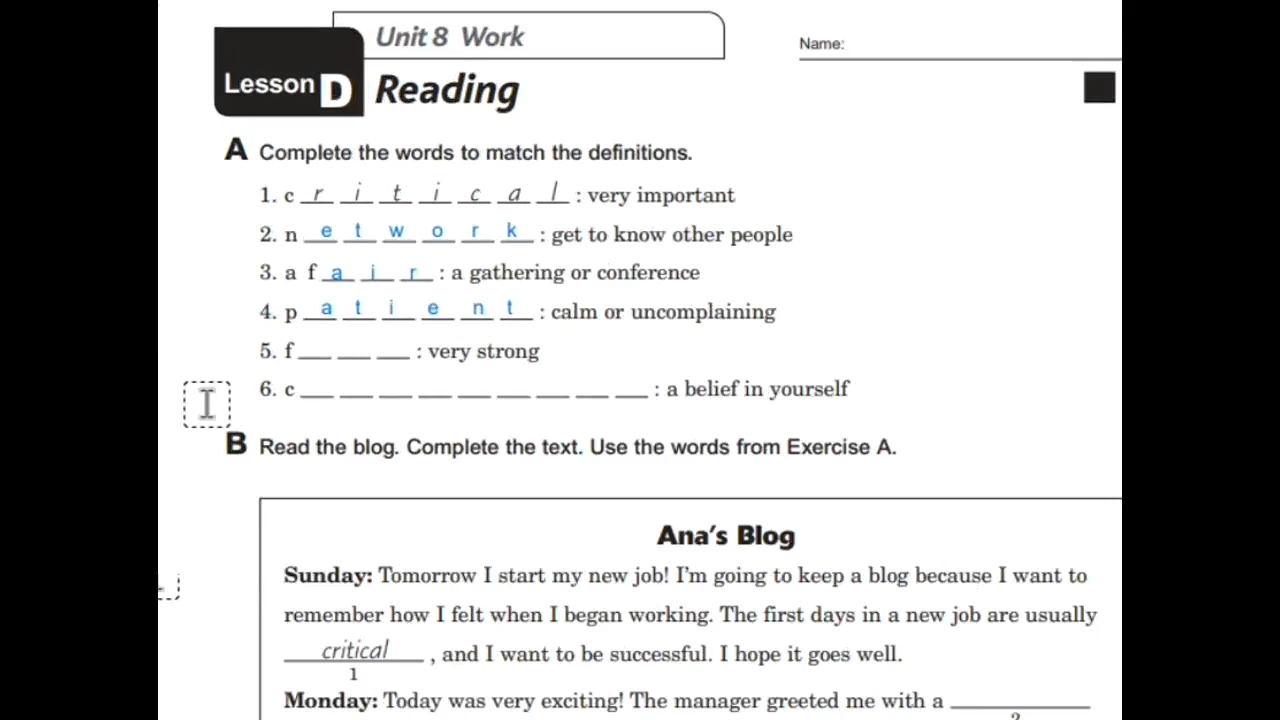 Unit 8 Work
Name:
Lesson D
Reading
A Complete the words to match the definitions.
1. c r i t i c a l : very important
2. n e t w o r k : get to know other people
3. a f a i r : a gathering or conference
4. p a t i e n t : calm or uncomplaining
5. f ___ ___ ___ : very strong
6. c ___ ___ ___ ___ ___ ___ ___ ___ ___ : a belief in yourself
B Read the blog. Complete the text. Use the words from Exercise A.
Ana's Blog
Sunday: Tomorrow I start my new job! I'm going to keep a blog because I want to
remember how I felt when I began working. The first days in a new job are usually
critical , and I want to be successful. I hope it goes well.
1
Monday: Today was very exciting! The manager greeted me with a ___________
2